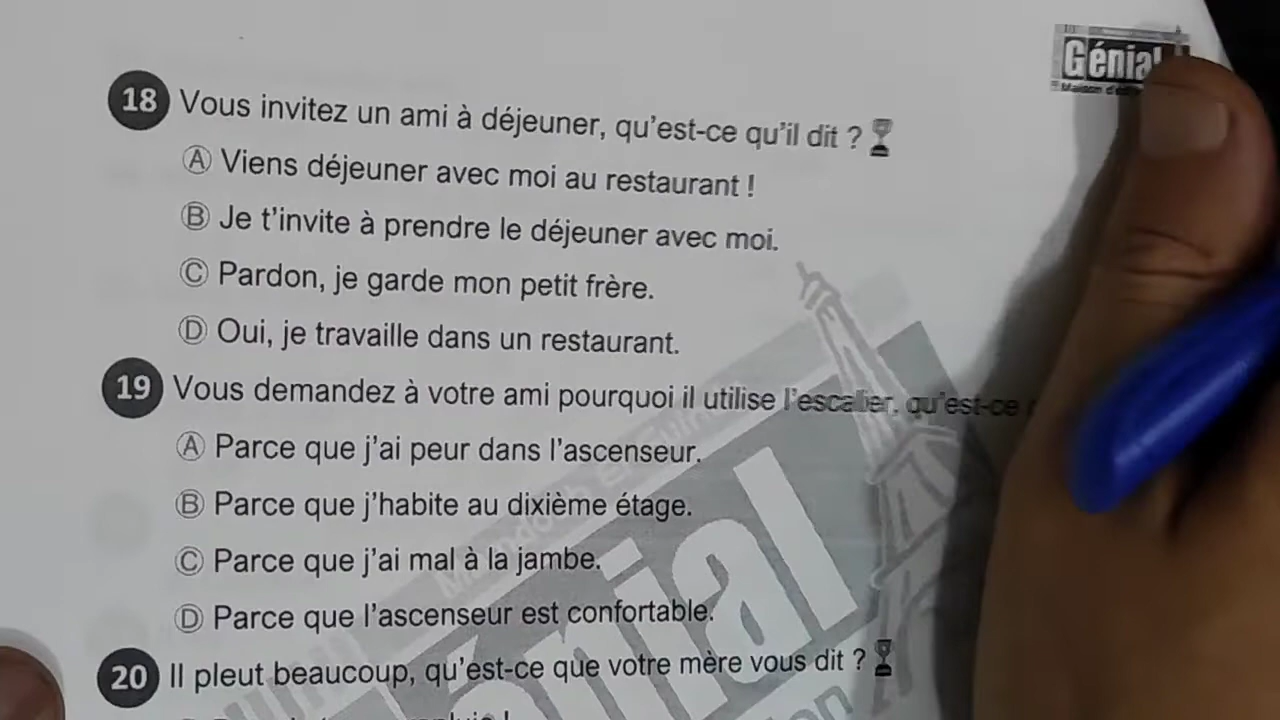 Génial
18 Vous invitez un ami à déjeuner, qu'est-ce qu'il dit ?
A Viens déjeuner avec moi au restaurant !
B Je t'invite à prendre le déjeuner avec moi.
C Pardon, je garde mon petit frère.
D Oui, je travaille dans un restaurant.
19 Vous demandez à votre ami pourquoi il utilise l'escalier, qu'est-ce
A Parce que j'ai peur dans l'ascenseur.
B Parce que j'habite au dixième étage.
C Parce que j'ai mal à la jambe.
D Parce que l'ascenseur est confortable.
20 Il pleut beaucoup, qu'est-ce que votre mère vous dit ?